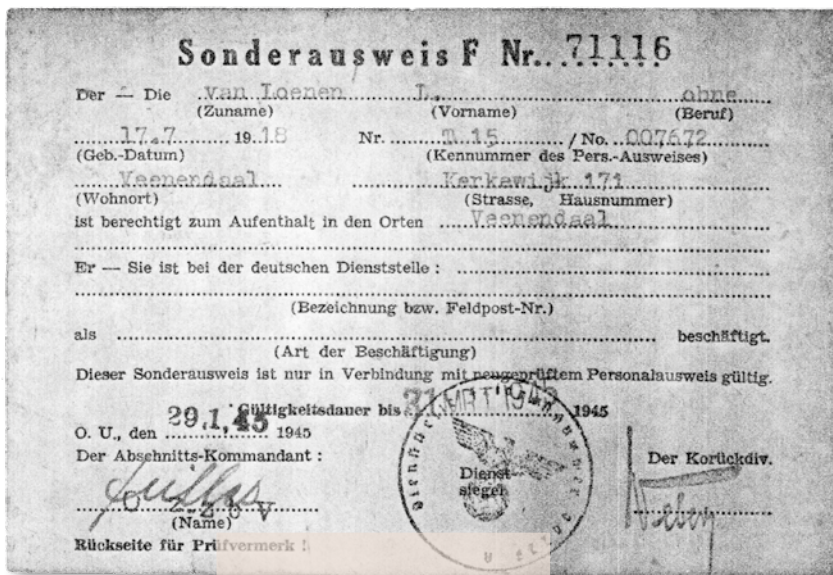 Sonderausweis F Nr. 71116
Der — Die van Loenen L. ohne
(Zuname) (Vorname) (Beruf)
17.7 1918 Nr. T 15 / No. 007672
(Geb.-Datum) (Kennummer des Pers.-Ausweises)
Veenendaal Kerkewijk 171
(Wohnort) (Strasse, Hausnummer)
ist berechtigt zum Aufenthalt in den Orten Veenendaal
Er — Sie ist bei der deutschen Dienststelle :
(Bezeichnung bzw. Feldpost-Nr.)
als beschäftigt.
(Art der Beschäftigung)
Dieser Sonderausweis ist nur in Verbindung mit neugeprüftem Personalausweis gültig.
Gültigkeitsdauer bis 31. MRT 1945 1945
O. U., den 29.1.45 1945
Der Abschnitts-Kommandant : Dienst Der Korückdiv.
siegel
(Name)
Rückseite für Prüfvermerk !